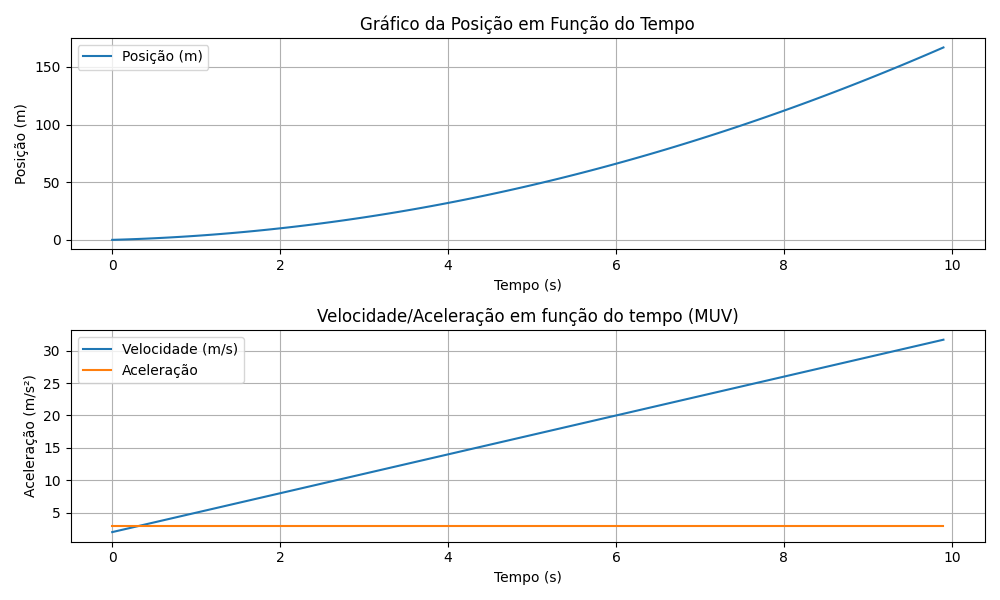 Gráfico da Posição em Função do Tempo
Posição (m)
150
100
50
0
Posição (m)
0 2 4 6 8 10
Tempo (s)
Velocidade/Aceleração em função do tempo (MUV)
Velocidade (m/s)
Aceleração
30
25
20
15
10
5
Aceleração (m/s²)
0 2 4 6 8 10
Tempo (s)